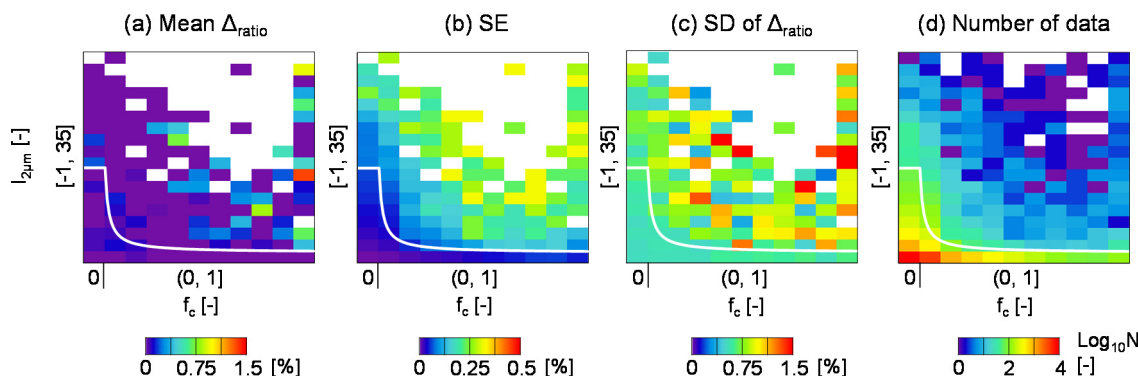 (a) Mean Δratio
(b) SE
(c) SD of Δratio
(d) Number of data
I2μm [-]
[-1, 35]
[-1, 35]
[-1, 35]
[-1, 35]
0
(0, 1]
0
(0, 1]
0
(0, 1]
0
(0, 1]
fc [-]
fc [-]
fc [-]
fc [-]
0 0.75 1.5 [%]
0 0.25 0.5 [%]
0 0.75 1.5 [%]
0 2 4
Log10N
[-]